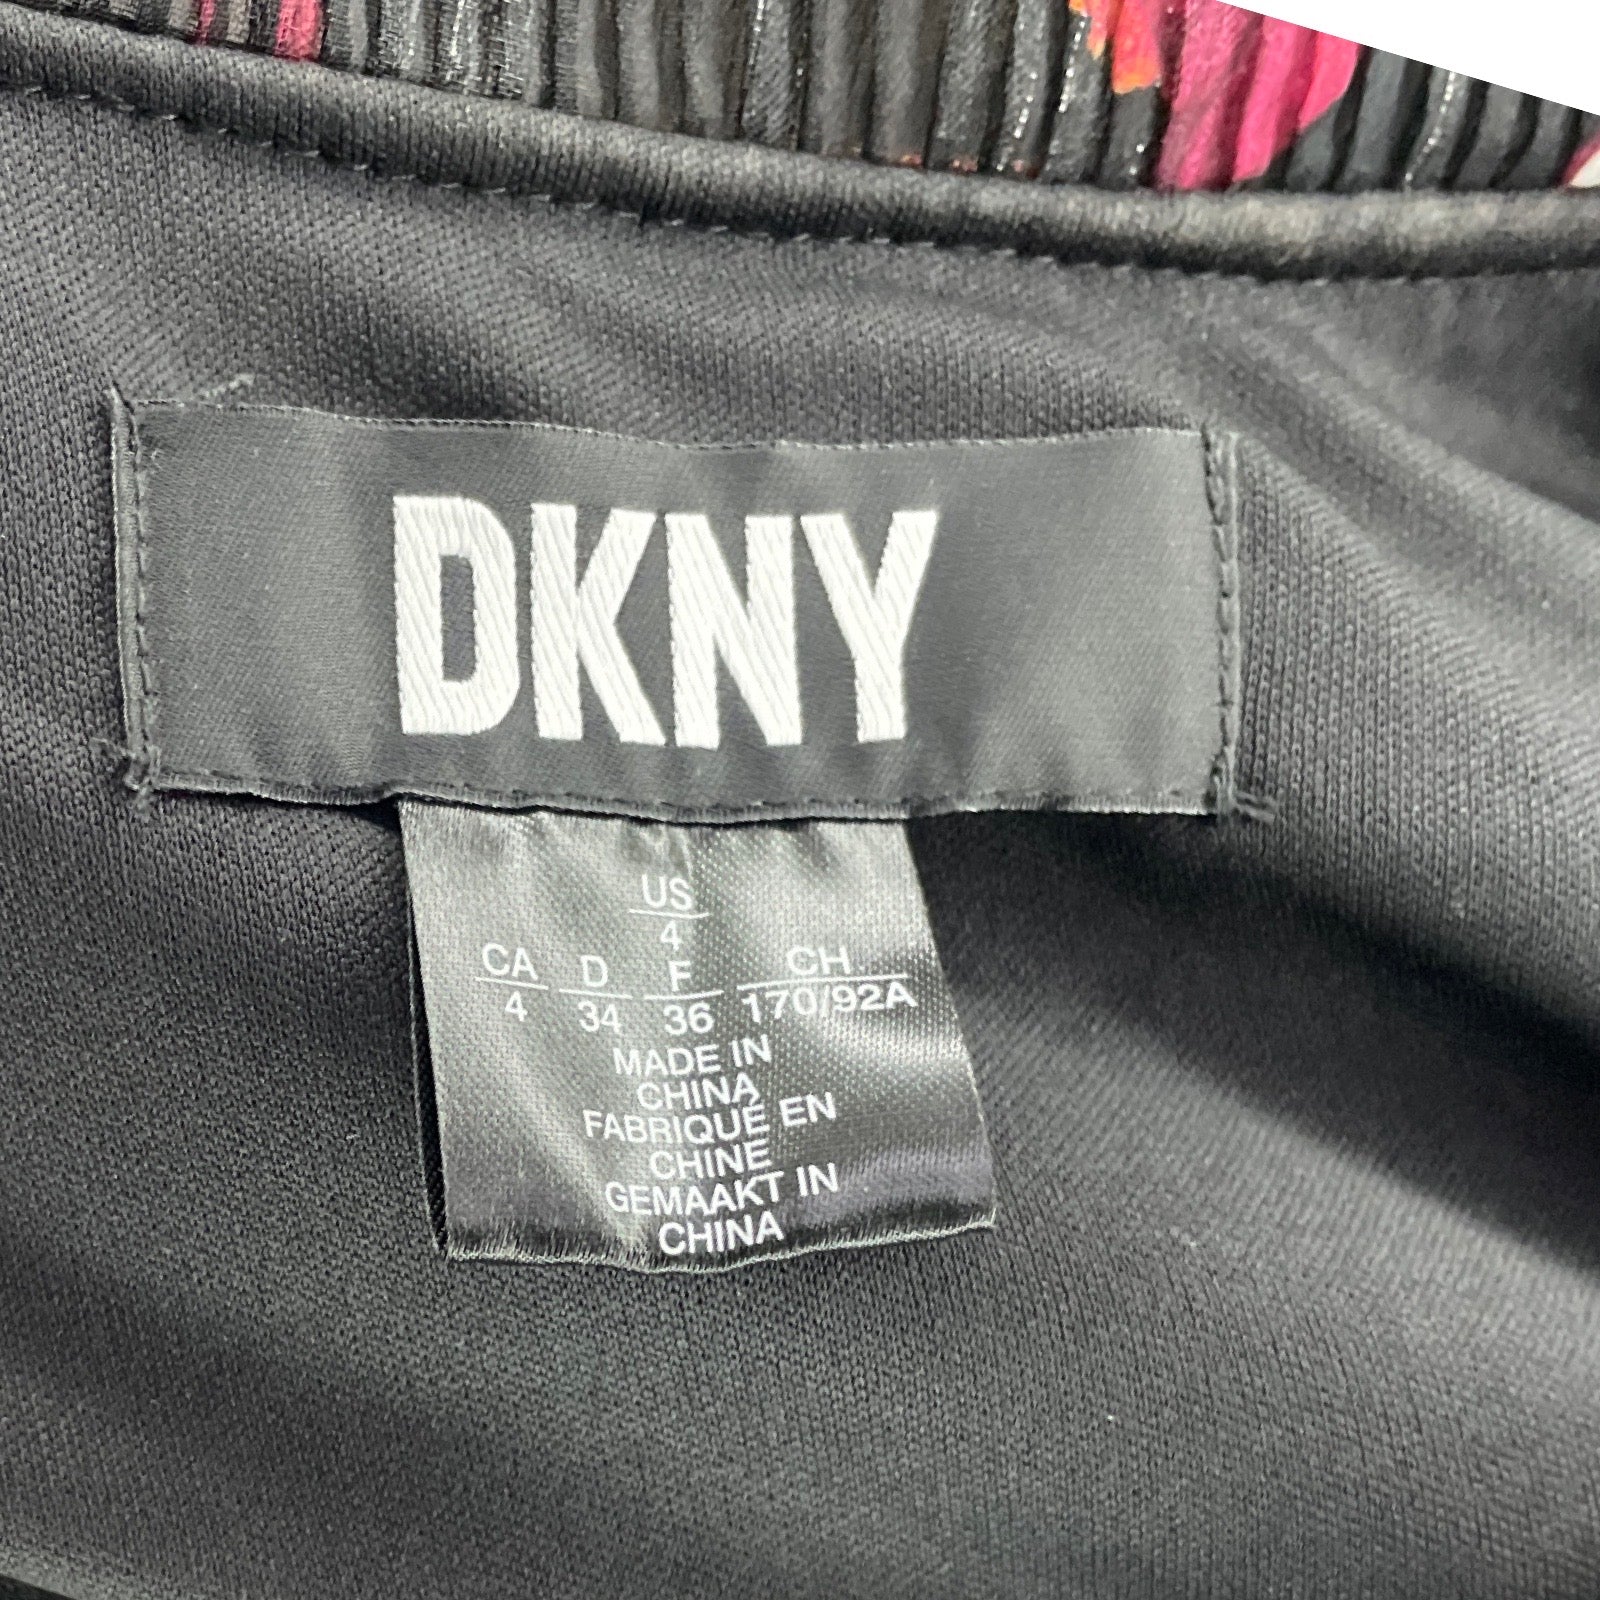 DKNY
US
4
CA D F CH
4 34 36 170/92A
MADE IN
CHINA
FABRIQUÉ EN
CHINE
GEMAAKT IN
CHINA